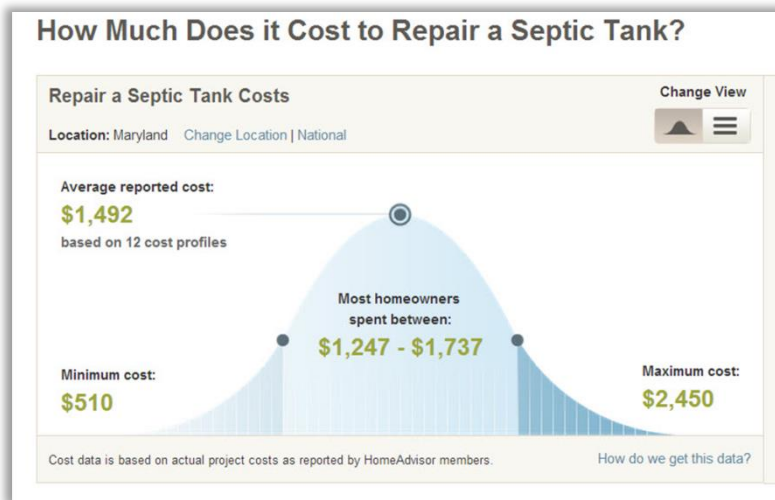 How Much Does it Cost to Repair a Septic Tank?
Repair a Septic Tank Costs
Change View
Location: Maryland Change Location | National
Average reported cost:
$1,492
based on 12 cost profiles
Most homeowners
spent between:
$1,247 - $1,737
Minimum cost:
$510
Maximum cost:
$2,450
Cost data is based on actual project costs as reported by HomeAdvisor members.
How do we get this data?